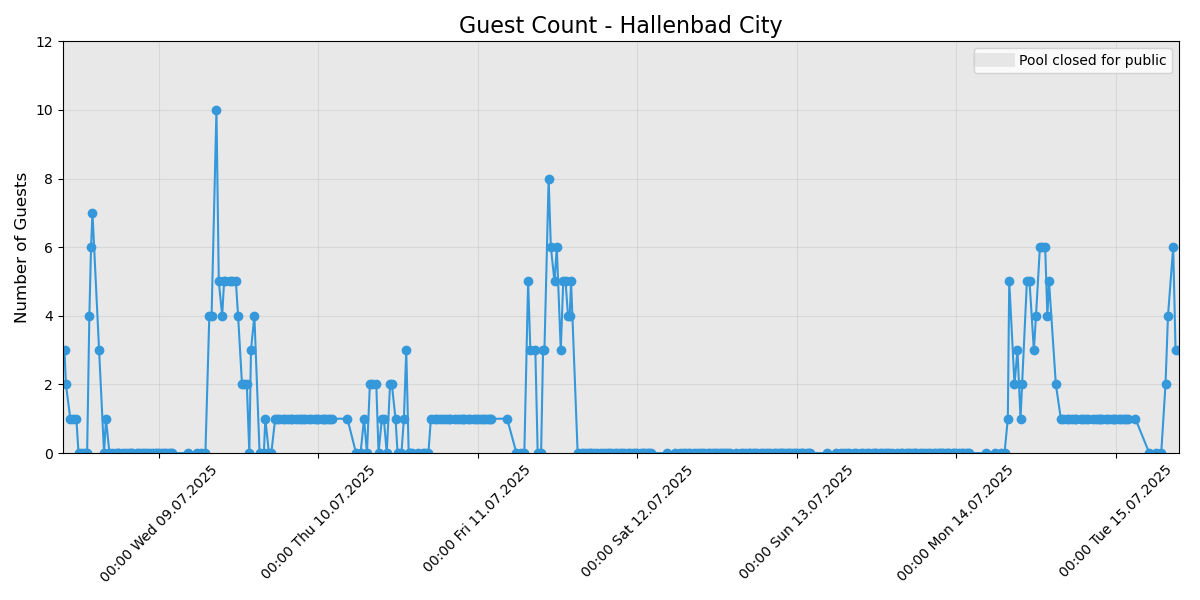 Guest Count - Hallenbad City
Pool closed for public
Number of Guests
12
10
8
6
4
2
0
00:00 Wed 09.07.2025
00:00 Thu 10.07.2025
00:00 Fri 11.07.2025
00:00 Sat 12.07.2025
00:00 Sun 13.07.2025
00:00 Mon 14.07.2025
00:00 Tue 15.07.2025